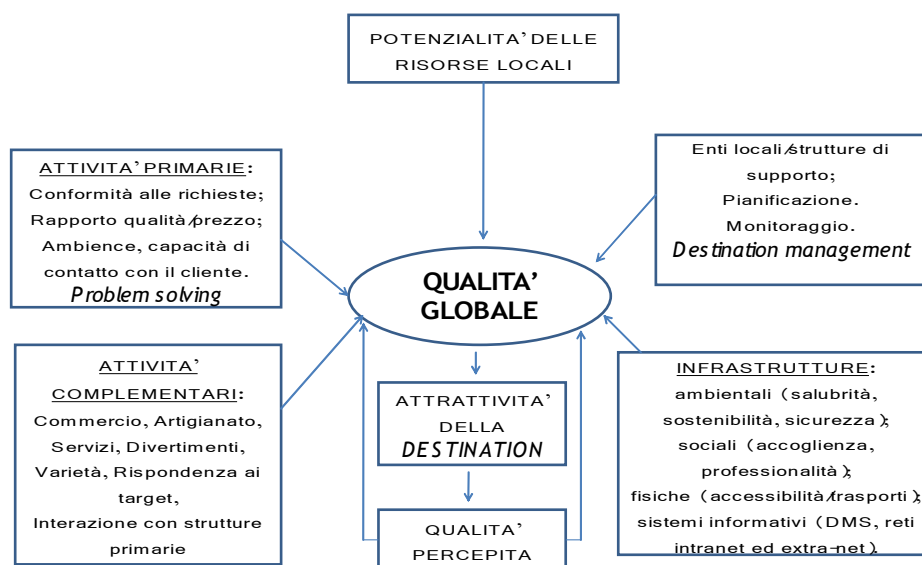 POTENZIALITA’ DELLE
RISORSE LOCALI
ATTIVITA’ PRIMARIE:
Conformità alle richieste;
Rapporto qualità/prezzo;
Ambience, capacità di
contatto con il cliente.
Problem solving
Enti locali/strutture di
supporto;
Pianificazione.
Monitoraggio.
Destination management
QUALITA’
GLOBALE
ATTIVITA’
COMPLEMENTARI:
Commercio, Artigianato,
Servizi, Divertimenti,
Varietà, Rispondenza ai
target,
Interazione con strutture
primarie
ATTRATTIVITA’
DELLA
DESTINATION
QUALITA’
PERCEPITA
INFRASTRUTTURE:
ambientali (salubrità,
sostenibilità, sicurezza);
sociali (accoglienza,
professionalità);
fisiche (accessibilità/trasporti);
sistemi informativi (DMS, reti
intranet ed extra-net).